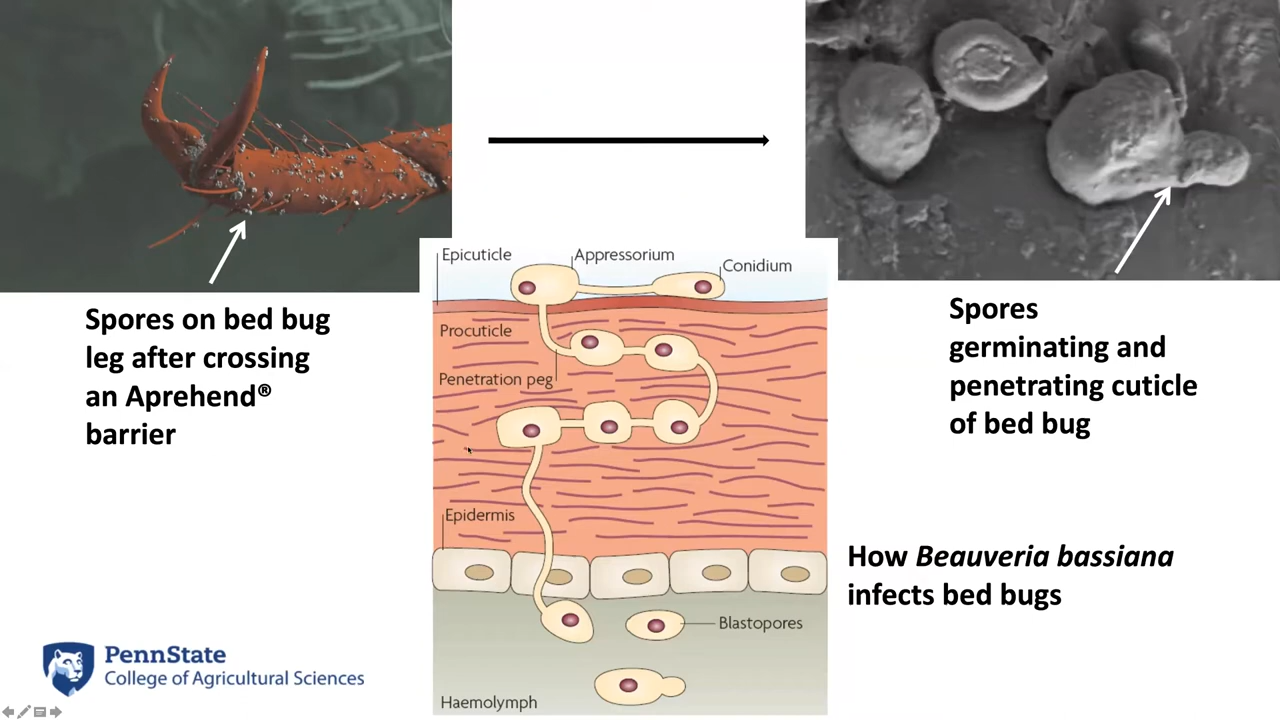 Spores on bed bug
leg after crossing
an Aprehend®
barrier
Epicuticle
Appressorium
Conidium
Procuticle
Penetration peg
Epidermis
Blastopores
Haemolymph
Spores
germinating and
penetrating cuticle
of bed bug
How Beauveria bassiana
infects bed bugs
PennState
College of Agricultural Sciences